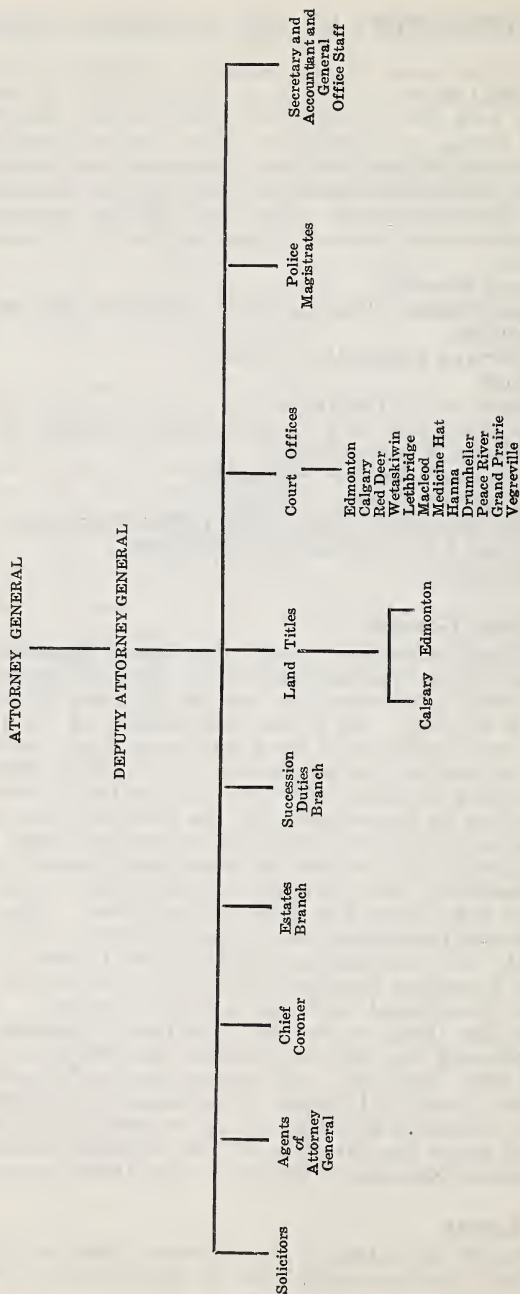 ATTORNEY GENERAL
DEPUTY ATTORNEY GENERAL
Solicitors
Agents
of
Attorney
General
Chief
Coroner
Estates
Branch
Succession
Duties
Branch
Land Titles
Calgary Edmonton
Court Offices
Edmonton
Calgary
Red Deer
Wetaskiwin
Lethbridge
Macleod
Medicine Hat
Hanna
Drumheller
Peace River
Grand Prairie
Vegreville
Police
Magistrates
Secretary and
Accountant and
General
Office Staff